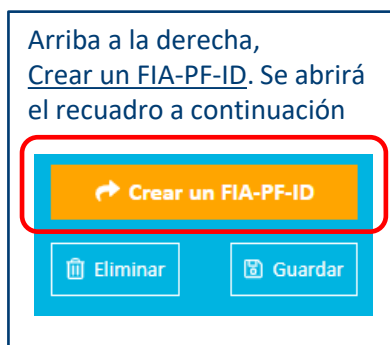 Arriba a la derecha,
Crear un FIA-PF-ID. Se abrirá
el recuadro a continuación
Crear un FIA-PF-ID
Eliminar Guardar